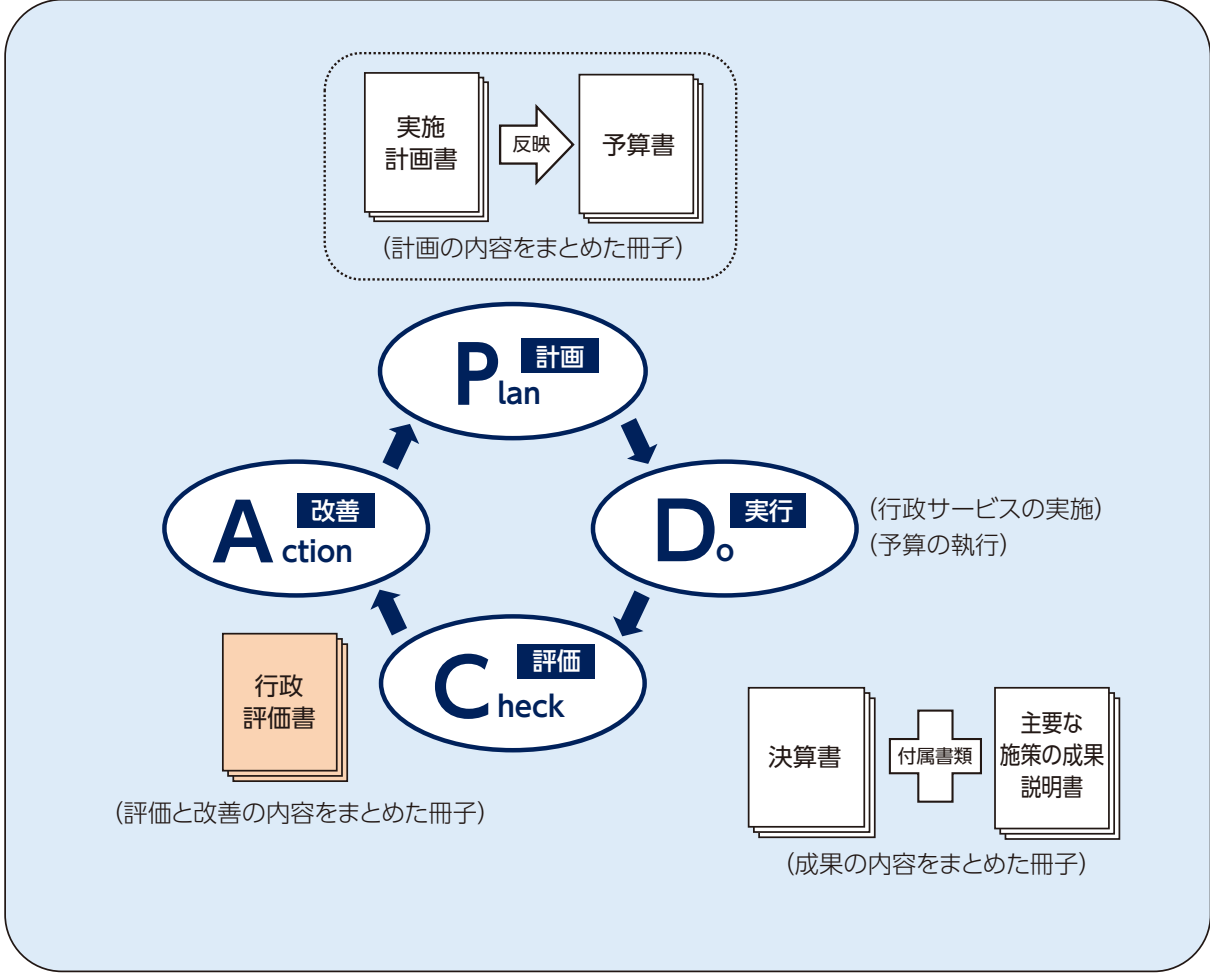 実施
計画書
反映
予算書
(計画の内容をまとめた冊子)
Plan
計画
Action
改善
Do
実行
(行政サービスの実施)
(予算の執行)
Check
評価
行政
評価書
(評価と改善の内容をまとめた冊子)
決算書
付属書類
主要な
施策の成果
説明書
(成果の内容をまとめた冊子)